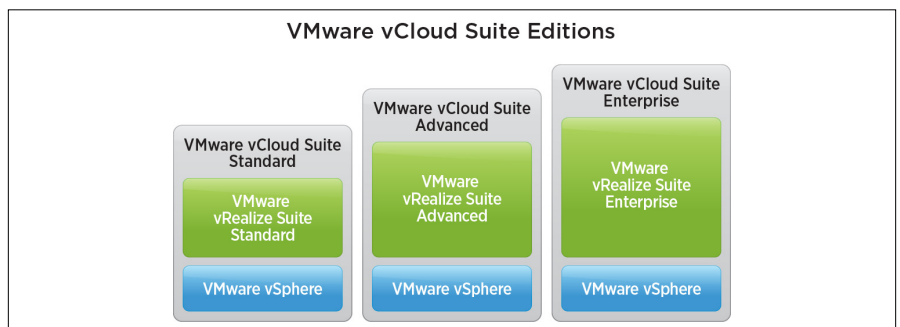 VMware vCloud Suite Editions
VMware vCloud Suite
Standard
VMware
vRealize Suite
Standard
VMware vSphere
VMware vCloud Suite
Advanced
VMware
vRealize Suite
Advanced
VMware vSphere
VMware vCloud Suite
Enterprise
VMware
vRealize Suite
Enterprise
VMware vSphere